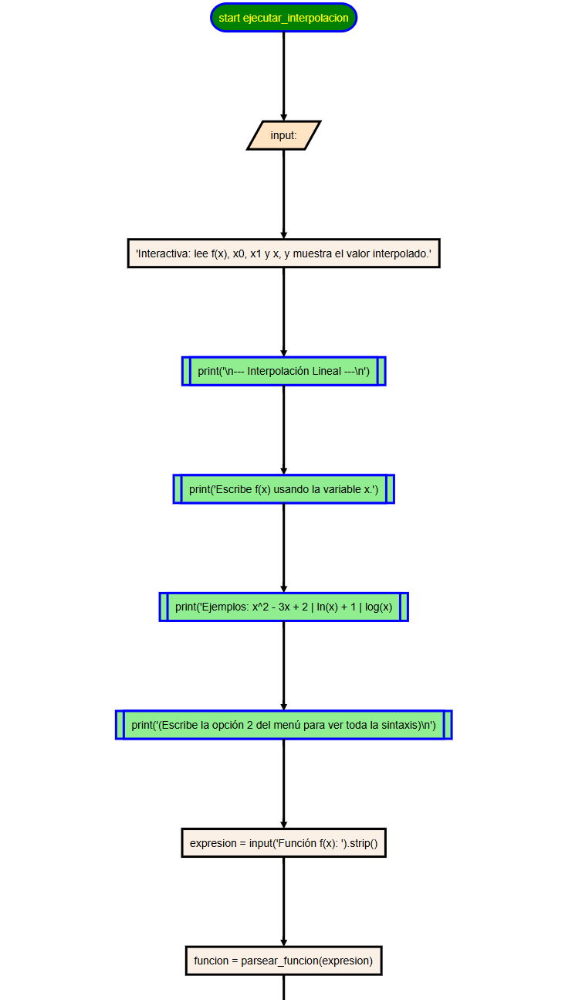 start ejecutar_interpolacion
input:
'Interactiva: lee f(x), x0, x1 y x, y muestra el valor interpolado.'
print('\n--- Interpolación Lineal ---\n')
print('Escribe f(x) usando la variable x.')
print('Ejemplos: x^2 - 3x + 2 | ln(x) + 1 | log(x)
print('(Escribe la opción 2 del menú para ver toda la sintaxis)\n')
expresion = input('Función f(x): ').strip()
funcion = parsear_funcion(expresion)